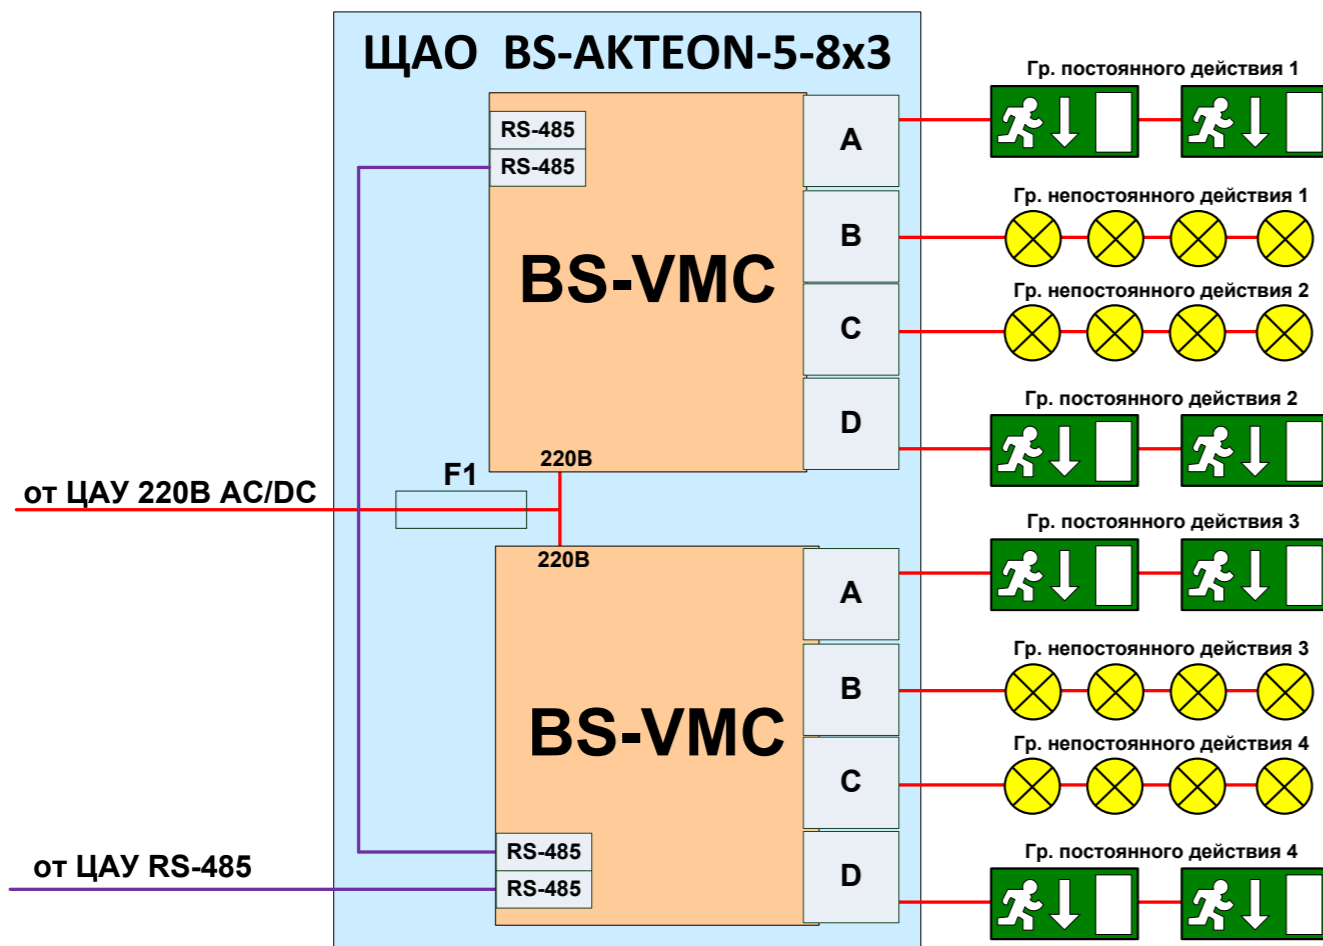 ЩАО BS-AKTEON-5-8x3
Гр. постоянного действия 1
RS-485
RS-485
A
Гр. непостоянного действия 1
B
BS-VMC
Гр. непостоянного действия 2
C
Гр. постоянного действия 2
D
220В
F1
от ЦАУ 220В AC/DC
220В
Гр. постоянного действия 3
A
Гр. непостоянного действия 3
B
BS-VMC
Гр. непостоянного действия 4
C
RS-485
от ЦАУ RS-485
RS-485
Гр. постоянного действия 4
D